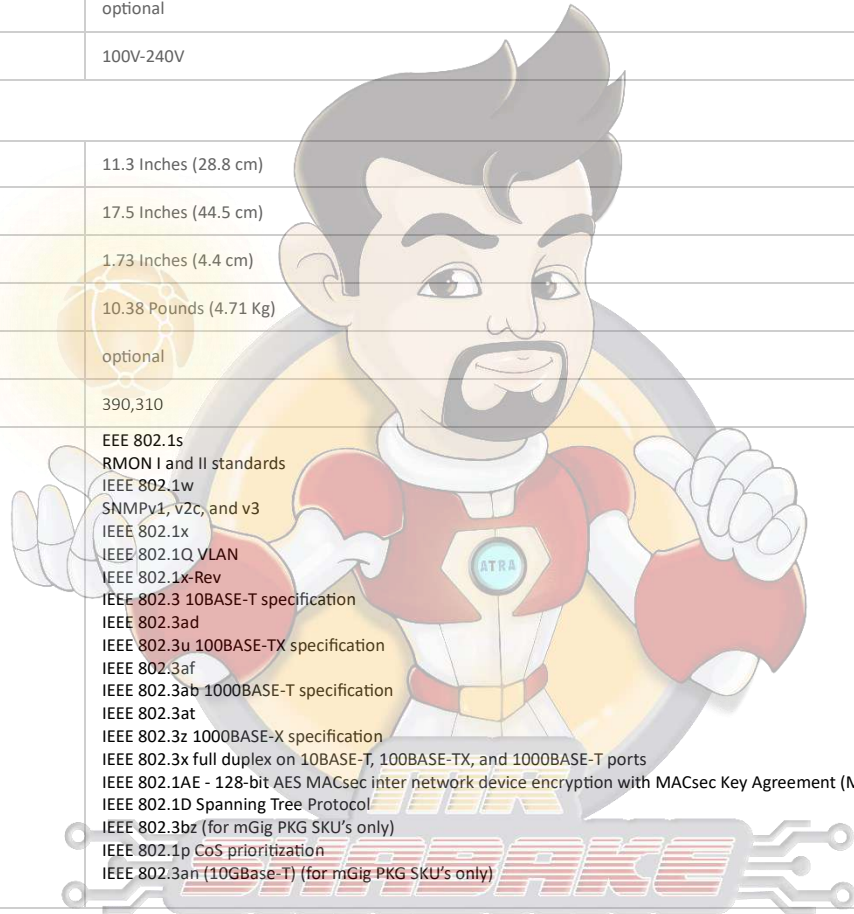 optional
100V-240V
11.3 Inches (28.8 cm)
17.5 Inches (44.5 cm)
1.73 Inches (4.4 cm)
10.38 Pounds (4.71 Kg)
optional
390,310
EEE 802.1s
RMON I and II standards
IEEE 802.1w
SNMPv1, v2c, and v3
IEEE 802.1x
IEEE 802.1Q VLAN
IEEE 802.1x-Rev
IEEE 802.3 10BASE-T specification
IEEE 802.3ad
IEEE 802.3u 100BASE-TX specification
IEEE 802.3af
IEEE 802.3ab 1000BASE-T specification
IEEE 802.3at
IEEE 802.3z 1000BASE-X specification
IEEE 802.3x full duplex on 10BASE-T, 100BASE-TX, and 1000BASE-T ports
IEEE 802.1AE - 128-bit AES MACsec inter network device encryption with MACsec Key Agreement (M
IEEE 802.1D Spanning Tree Protocol
IEEE 802.3bz (for mGig PKG SKU's only)
IEEE 802.1p CoS prioritization
IEEE 802.3an (10GBase-T) (for mGig PKG SKU's only)
ATRA
MR
SHABAKE